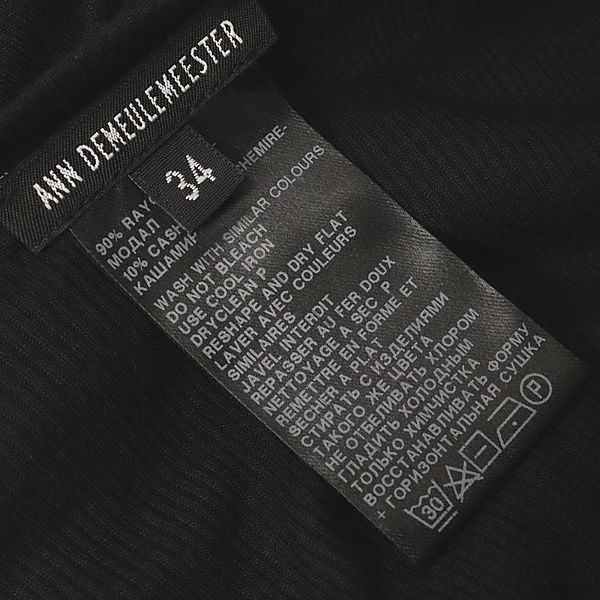 ANN DEMEULEMEESTER
34
90% RAY
CHEMIRE-
МОДАЛ
10% CASH
КАШАМИ
WASH WITH SIMILAR COLOURS
DO NOT BLEACH
USE COOL IRON
DRYCLEAN P
RESHAPE AND DRY FLAT
LAVER AVEC COULEURS
SIMILAIRES
JAVEL INTERDIT
REPASSER AU FER DOUX
NETTOYAGE A SEC P
REMETTRE EN FORME ET
SECHER A PLAT
СТИРАТЬ С ИЗДЕЛИЯМИ
ТАКОГО ЖЕ ЦВЕТА
НЕ ОТБЕЛИВАТЬ ХЛОРОМ
ГЛАДИТЬ ХОЛОДНЫМ
ТОЛЬКО ХИМЧИСТКА
ВОССТАНАВЛИВАТЬ ФОРМУ
+ ГОРИЗОНТАЛЬНАЯ СУШКА
30 P